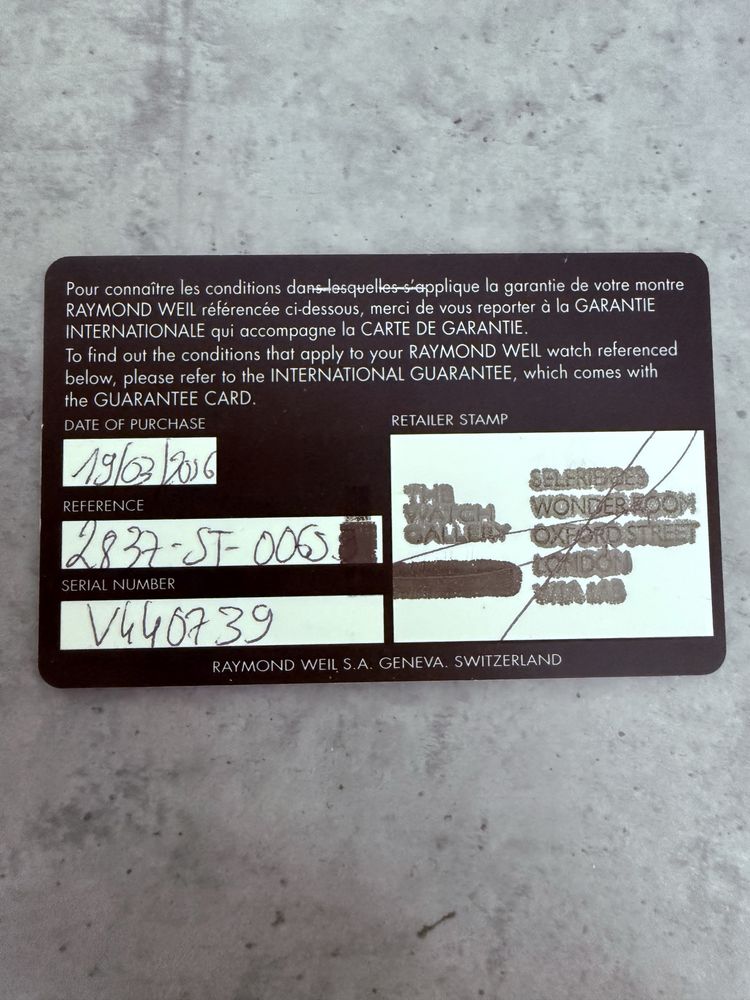 Pour connaître les conditions dans lesquelles s'applique la garantie de votre montre
RAYMOND WEIL référencée ci-dessous, merci de vous reporter à la GARANTIE
INTERNATIONALE qui accompagne la CARTE DE GARANTIE.
To find out the conditions that apply to your RAYMOND WEIL watch referenced
below, please refer to the INTERNATIONAL GUARANTEE, which comes with
the GUARANTEE CARD.
DATE OF PURCHASE
19/03/2016
REFERENCE
2837-ST-0065
SERIAL NUMBER
V440739
RETAILER STAMP
THE
WATCH
GALLERY
SELFRIDGES
WONDER ROOM
OXFORD STREET
LONDON
W1A 1AB
RAYMOND WEIL S.A. GENEVA. SWITZERLAND